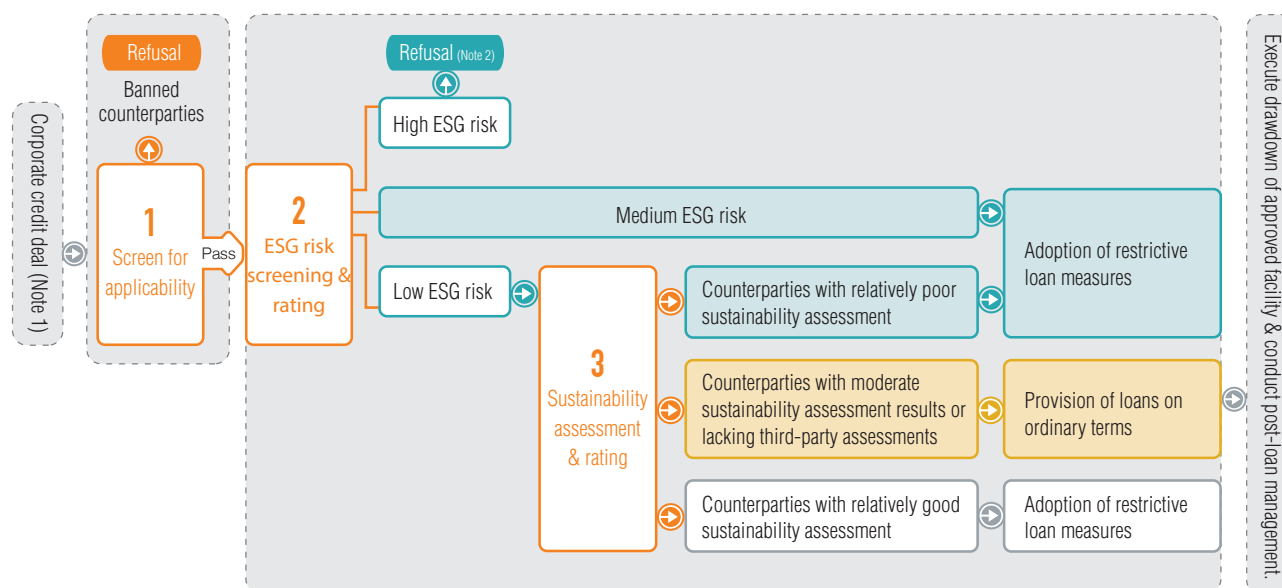 Corporate credit deal (Note 1)
Refusal
Banned
counterparties
1
Screen for
applicability
Pass
2
ESG risk
screening &
rating
Refusal (Note 2)
High ESG risk
Medium ESG risk
Low ESG risk
3
Sustainability
assessment
& rating
Counterparties with relatively poor
sustainability assessment
Adoption of restrictive
loan measures
Counterparties with moderate
sustainability assessment results or
lacking third-party assessments
Provision of loans on
ordinary terms
Counterparties with relatively good
sustainability assessment
Adoption of restrictive
loan measures
Execute drawdown of approved facility & conduct post-loan management.